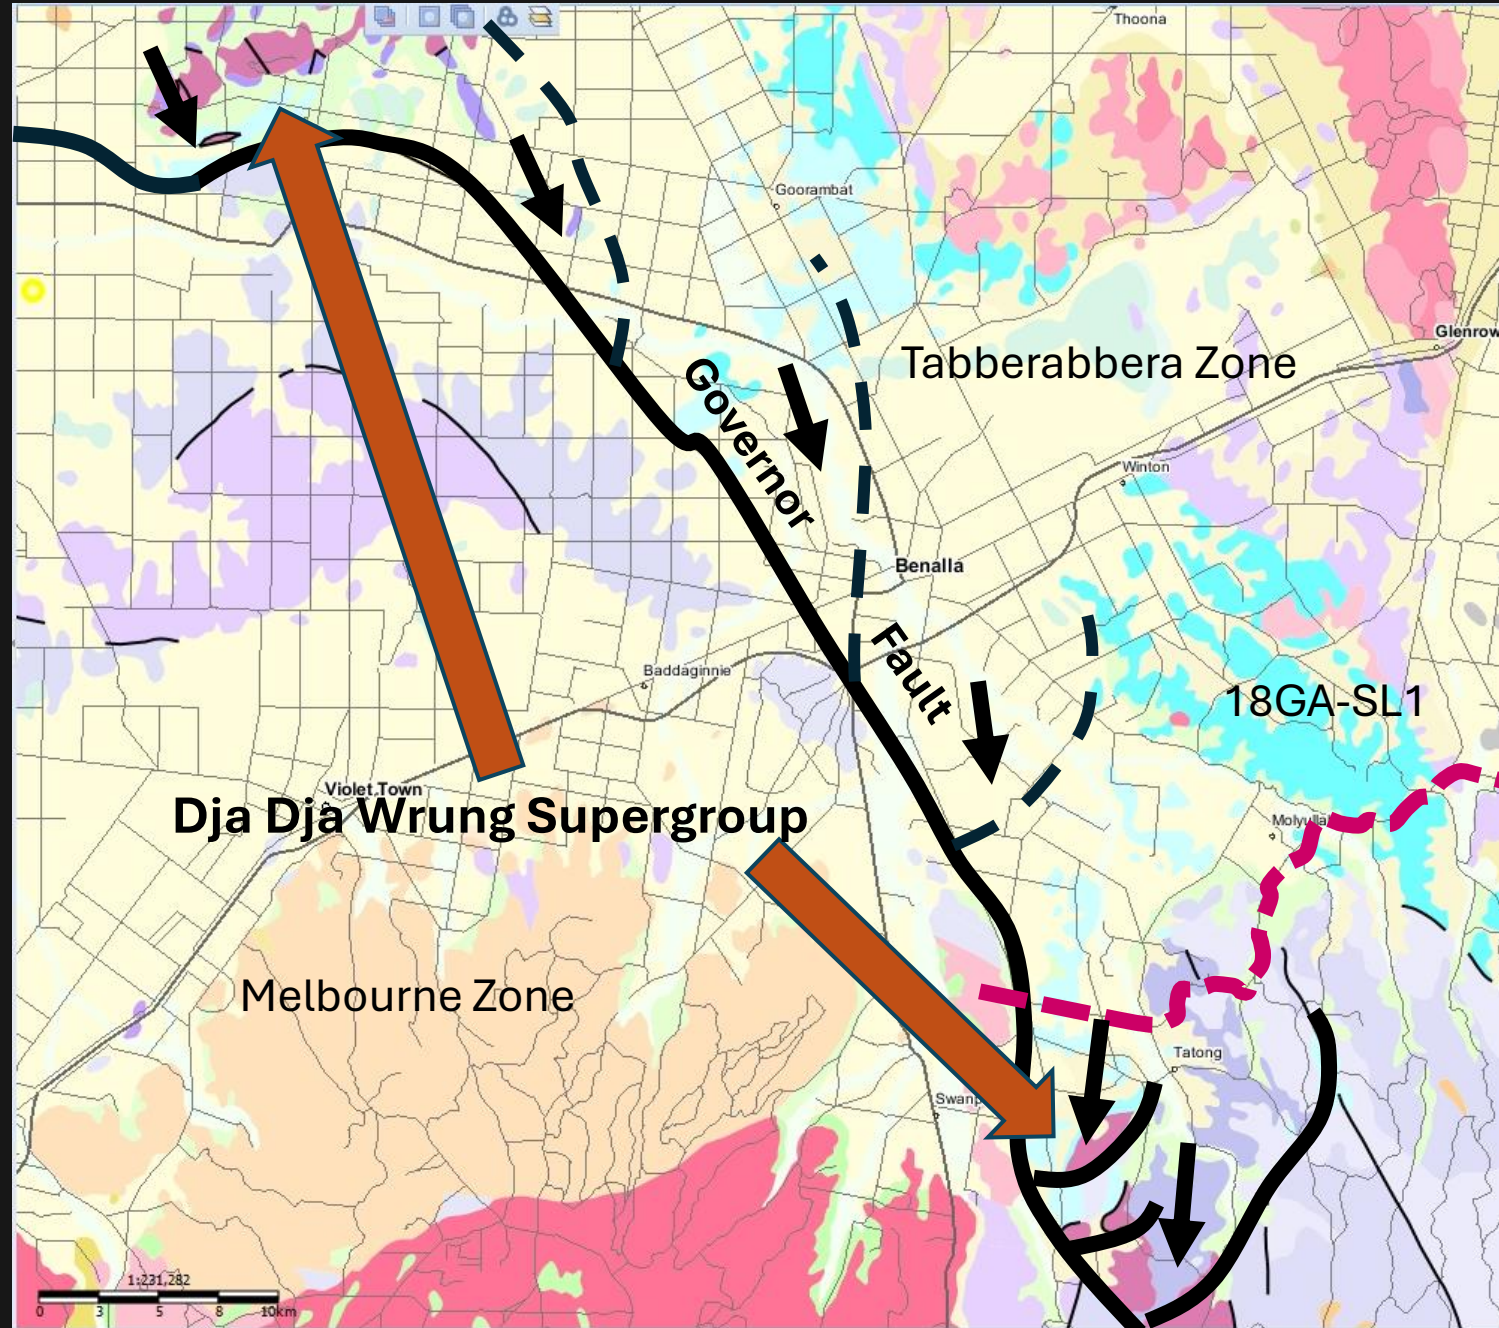 Thoona
Goorambat
Glenrow
Tabberabbera Zone
Governor
Winton
Benalla
Fault
Baddaginnie
18GA-SL1
Violet Town
Dja Dja Wrung Supergroup
Molyullah
Melbourne Zone
Tatong
Swanp
1:231,282
0 3 5 8 10km